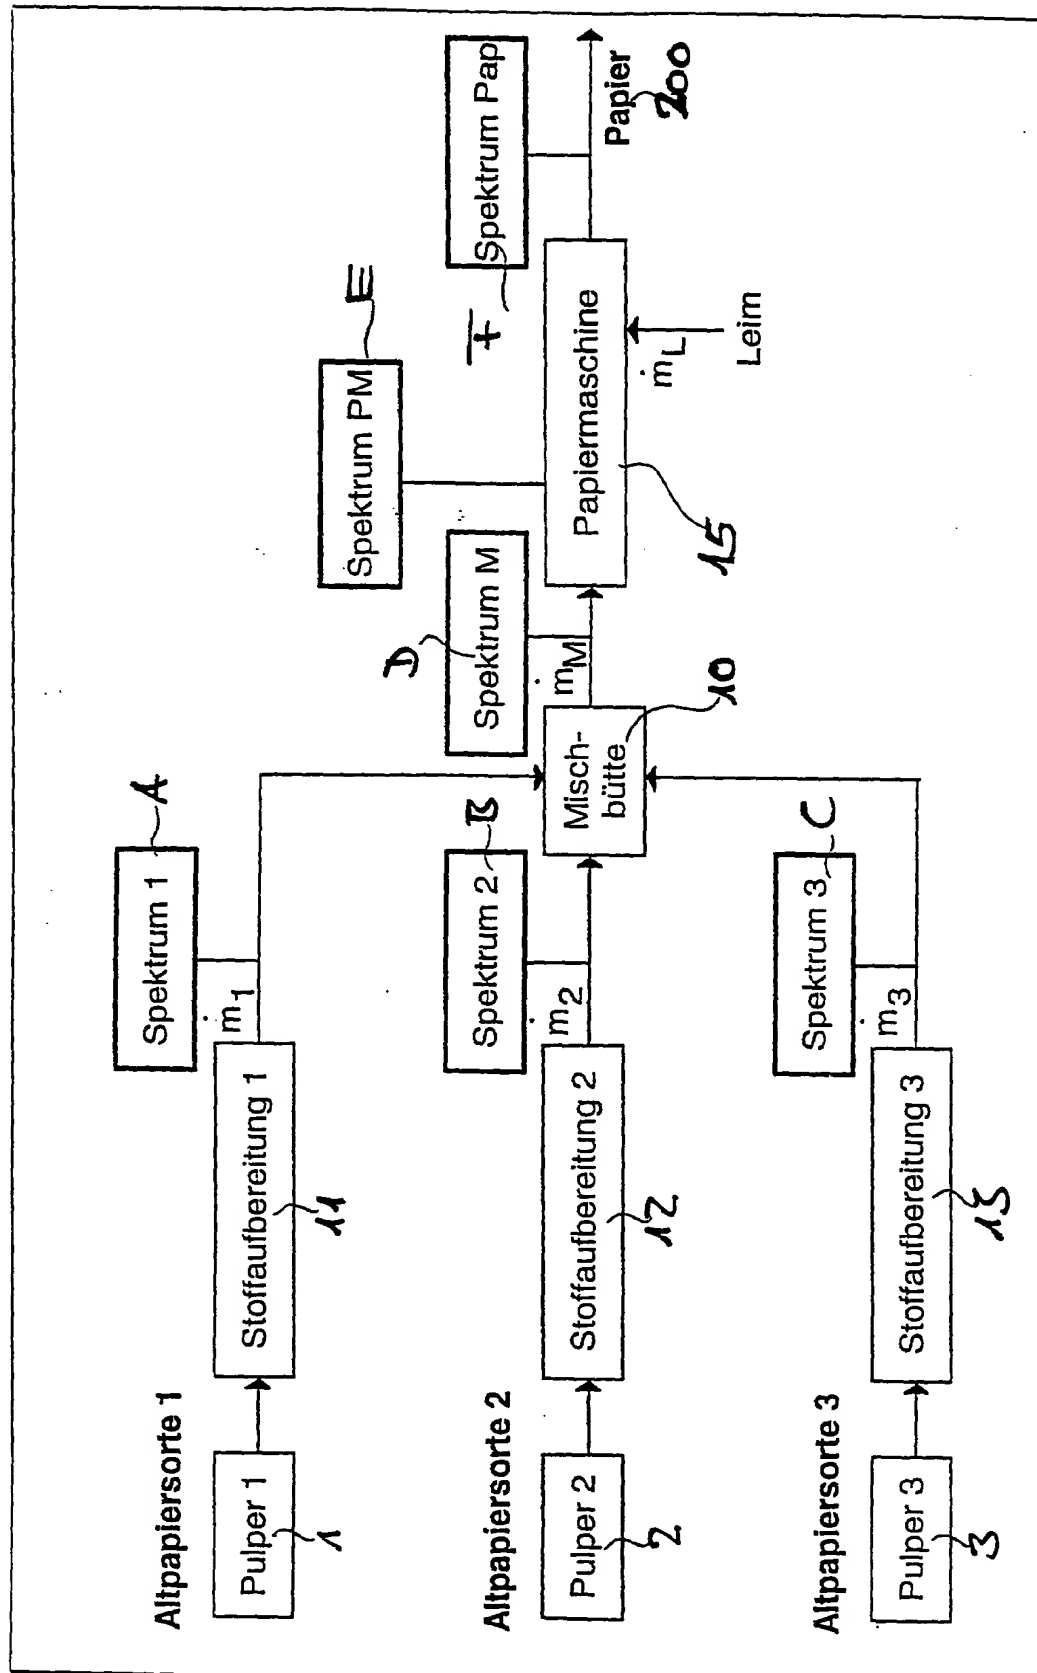 Altpapiersorte 1
Pulper 1
1
Stoffaufbereitung 1
11
ṁ1
Spektrum 1
A
Altpapiersorte 2
Pulper 2
2
Stoffaufbereitung 2
12
ṁ2
Spektrum 2
B
Altpapiersorte 3
Pulper 3
3
Stoffaufbereitung 3
13
ṁ3
Spektrum 3
C
Misch-
bütte
10
ṁM
Spektrum M
D
Spektrum PM
E
Papiermaschine
15
ṁL
Leim
Spektrum Pap
F
Papier
200